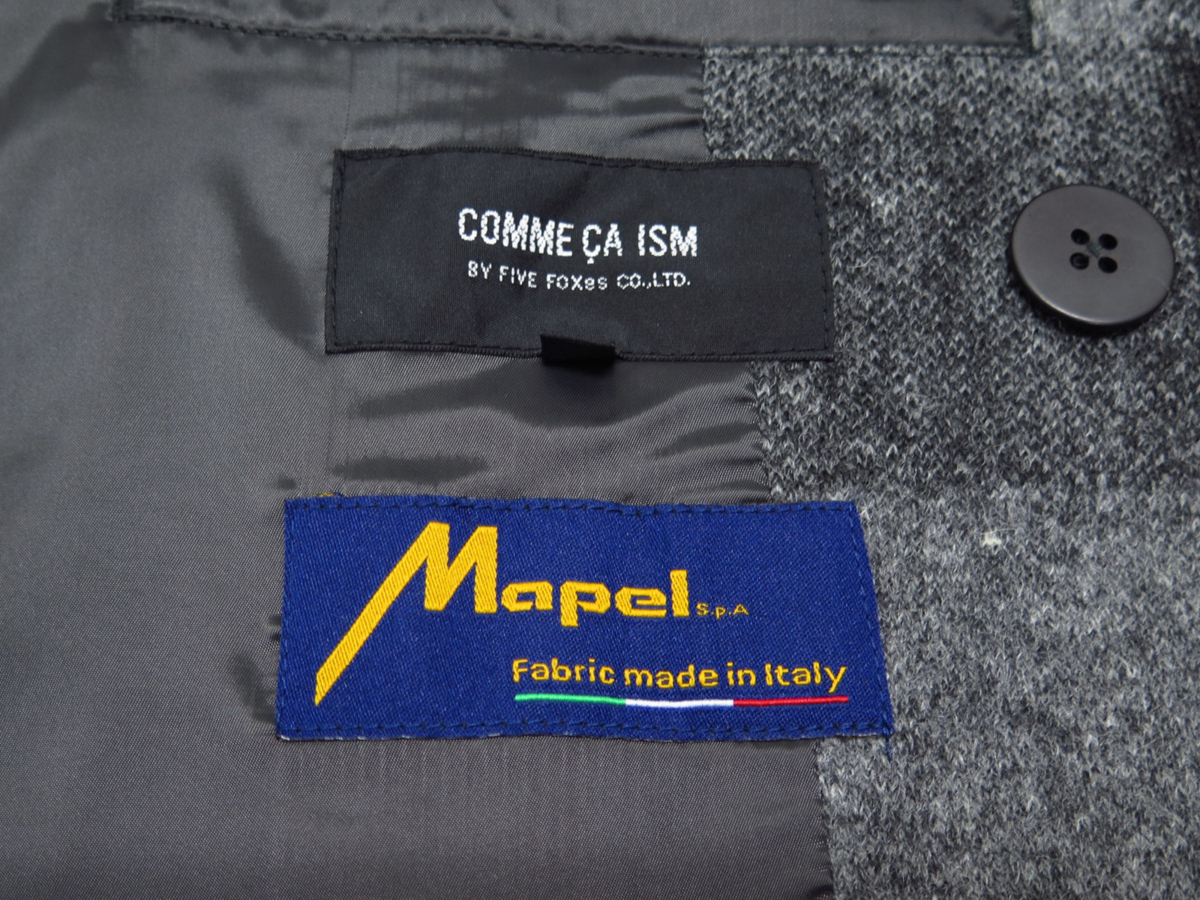 COMME ÇA ISM
BY FIVE FOXes CO.,LTD.
Mapel S.p.A
Fabric made in Italy